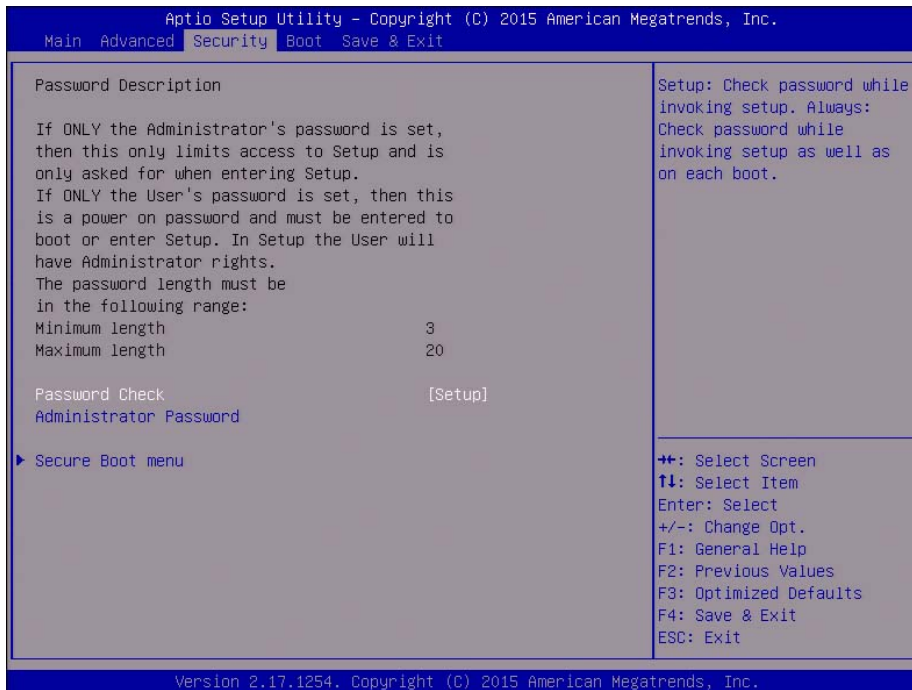 Aptio Setup Utility – Copyright (C) 2015 American Megatrends, Inc.
Main Advanced Security Boot Save & Exit
Password Description
If ONLY the Administrator's password is set,
then this only limits access to Setup and is
only asked for when entering Setup.
If ONLY the User's password is set, then this
is a power on password and must be entered to
boot or enter Setup. In Setup the User will
have Administrator rights.
The password length must be
in the following range:
Minimum length 3
Maximum length 20
Password Check [Setup]
Administrator Password
Secure Boot menu
Setup: Check password while
invoking setup. Always:
Check password while
invoking setup as well as
on each boot.
→←: Select Screen
↑↓: Select Item
Enter: Select
+/-: Change Opt.
F1: General Help
F2: Previous Values
F3: Optimized Defaults
F4: Save & Exit
ESC: Exit
Version 2.17.1254. Copyright (C) 2015 American Megatrends, Inc.